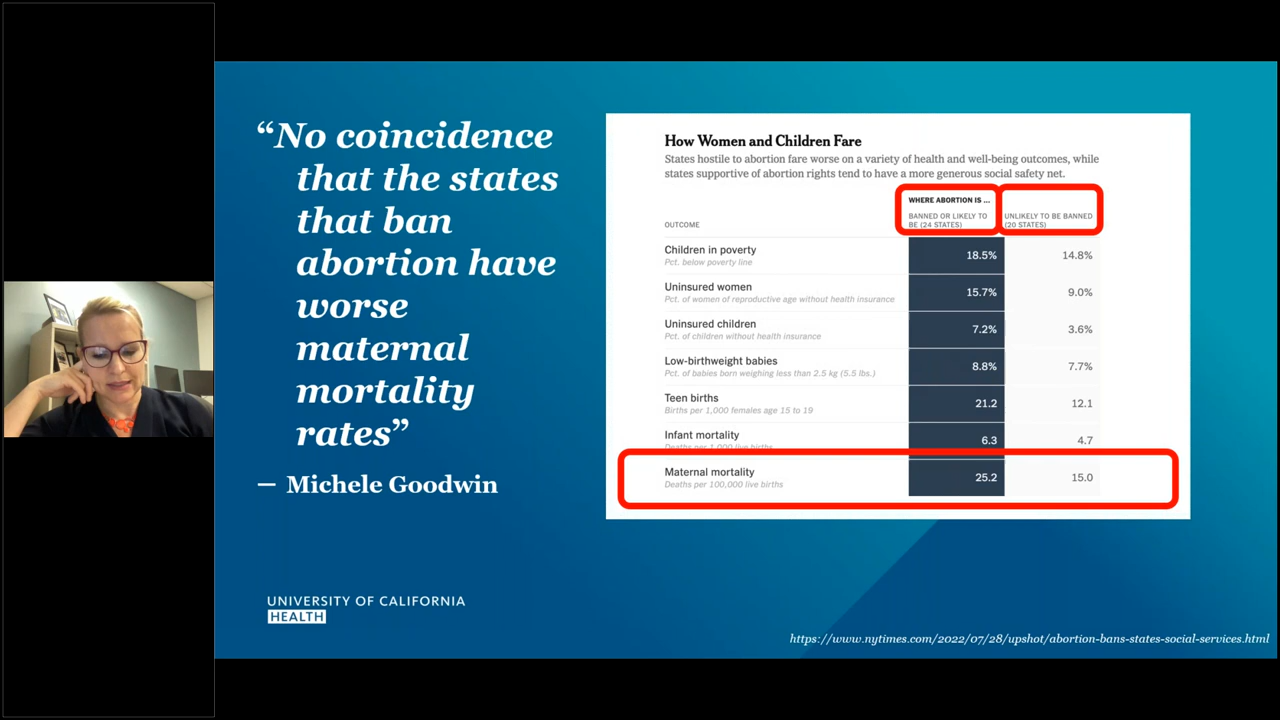 “No coincidence
that the states
that ban
abortion have
worse
maternal
mortality
rates”
— Michele Goodwin
UNIVERSITY OF CALIFORNIA
HEALTH
How Women and Children Fare
States hostile to abortion fare worse on a variety of health and well-being outcomes, while
states supportive of abortion rights tend to have a more generous social safety net.
WHERE ABORTION IS ...
OUTCOME
BANNED OR LIKELY TO
BE (24 STATES)
UNLIKELY TO BE BANNED
(20 STATES)
Children in poverty 18.5% 14.8%
Pct. below poverty line
Uninsured women 15.7% 9.0%
Pct. of women of reproductive age without health insurance
Uninsured children 7.2% 3.6%
Pct. of children without health insurance
Low-birthweight babies 8.8% 7.7%
Pct. of babies born weighing less than 2.5 kg (5.5 lbs.)
Teen births 21.2 12.1
Births per 1,000 females age 15 to 19
Infant mortality 6.3 4.7
Deaths per 1,000 live births
Maternal mortality 25.2 15.0
Deaths per 100,000 live births
https://www.nytimes.com/2022/07/28/upshot/abortion-bans-states-social-services.html